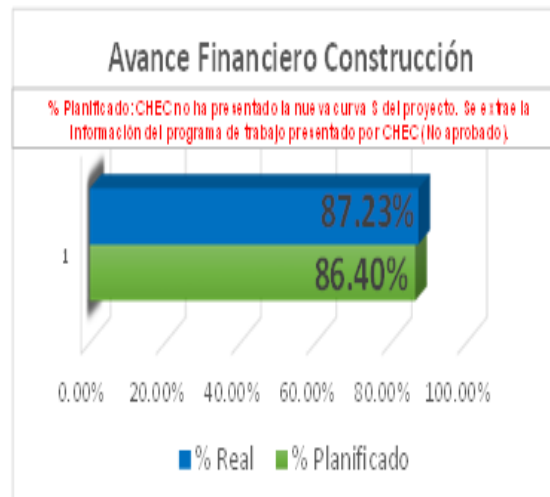 Avance Financiero Construcción
% Planificado: CHEC no ha presentado la nueva curva S del proyecto. Se extrae la
información del programa de trabajo presentado por CHEC (No aprobado).
87.23%
1
86.40%
0.00% 20.00% 40.00% 60.00% 80.00% 100.00%
% Real % Planificado